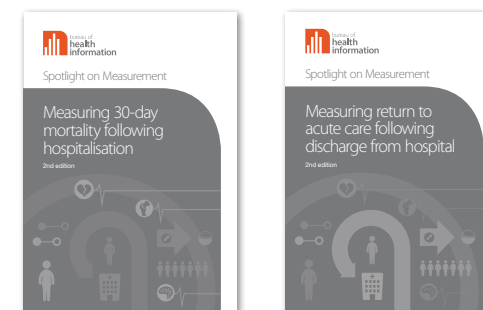 bureau of
health
information
Spotlight on Measurement
Measuring 30-day
mortality following
hospitalisation
2nd edition
bureau of
health
information
Spotlight on Measurement
Measuring return to
acute care following
discharge from hospital
2nd edition